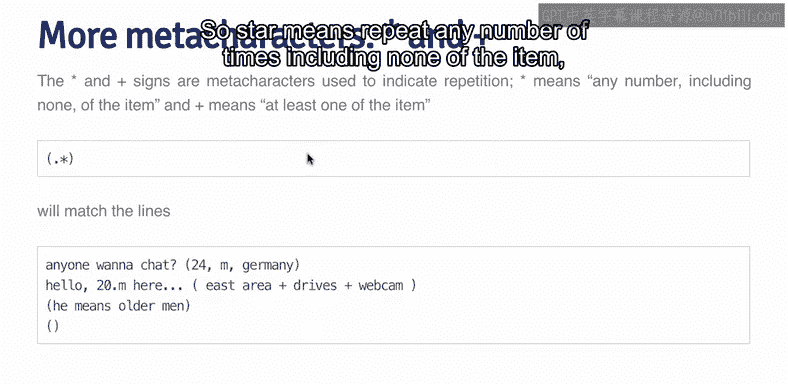 More metacharacters: * and +
So star means repeat any number of
times including none of the item,
The * and + signs are metacharacters used to indicate repetition; * means “any number, including
none, of the item” and + means “at least one of the item”
(.*)
will match the lines
anyone wanna chat? (24, m, germany)
hello, 20.m here... ( east area + drives + webcam )
(he means older men)
()